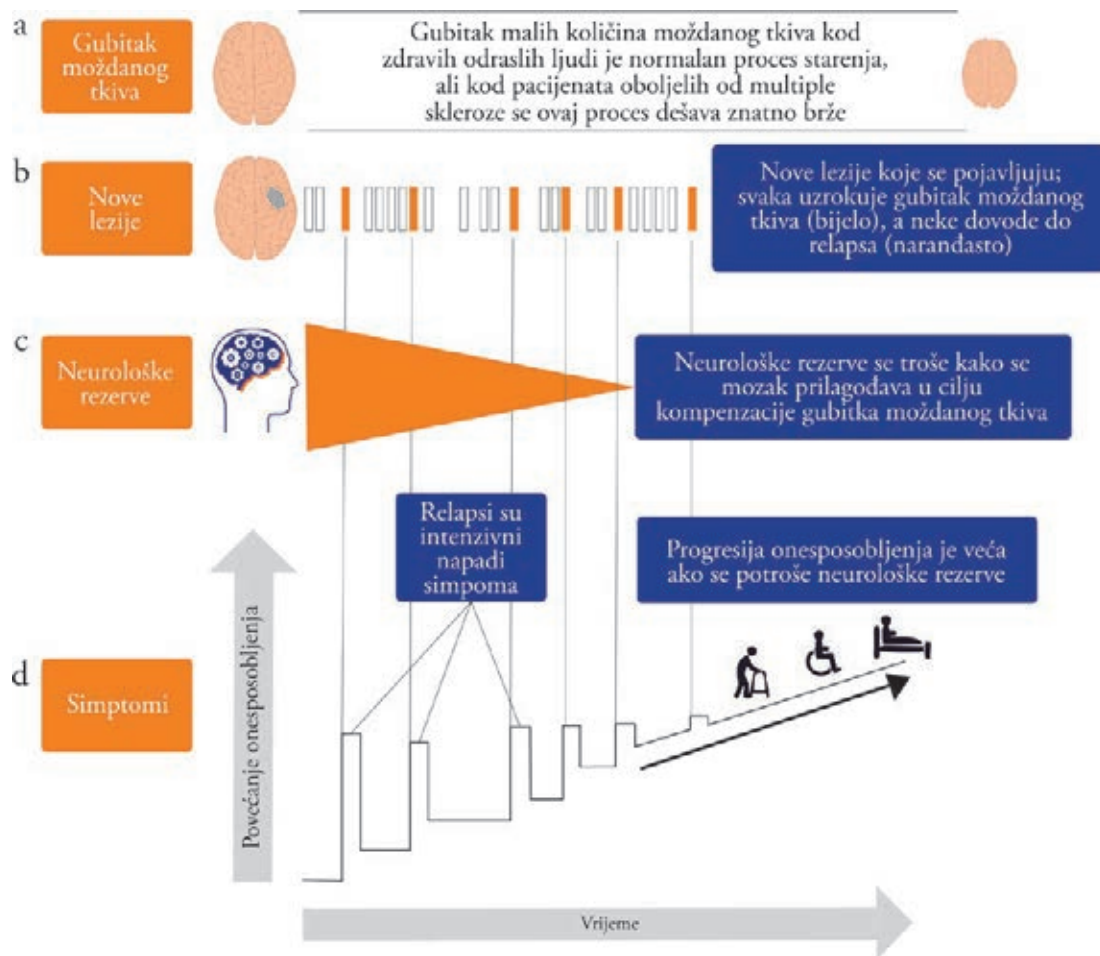 a
Gubitak
moždanog
tkiva
Gubitak malih količina moždanog tkiva kod
zdravih odraslih ljudi je normalan proces starenja,
ali kod pacijenata oboljelih od multiple
skleroze se ovaj proces dešava znatno brže
b
Nove
lezije
Nove lezije koje se pojavljuju;
svaka uzrokuje gubitak moždanog
tkiva (bijelo), a neke dovode do
relapsa (narandasto)
c
Neurološke
rezerve
Neurološke rezerve se troše kako se
mozak prilagođava u cilju
kompenzacije gubitka moždanog tkiva
Relapsi su
intenzivni
napadi
simpoma
Progresija onesposobljenja je veća
ako se potroše neurološke rezerve
d
Simptomi
Povećanje onesposobljenja
Vrijeme